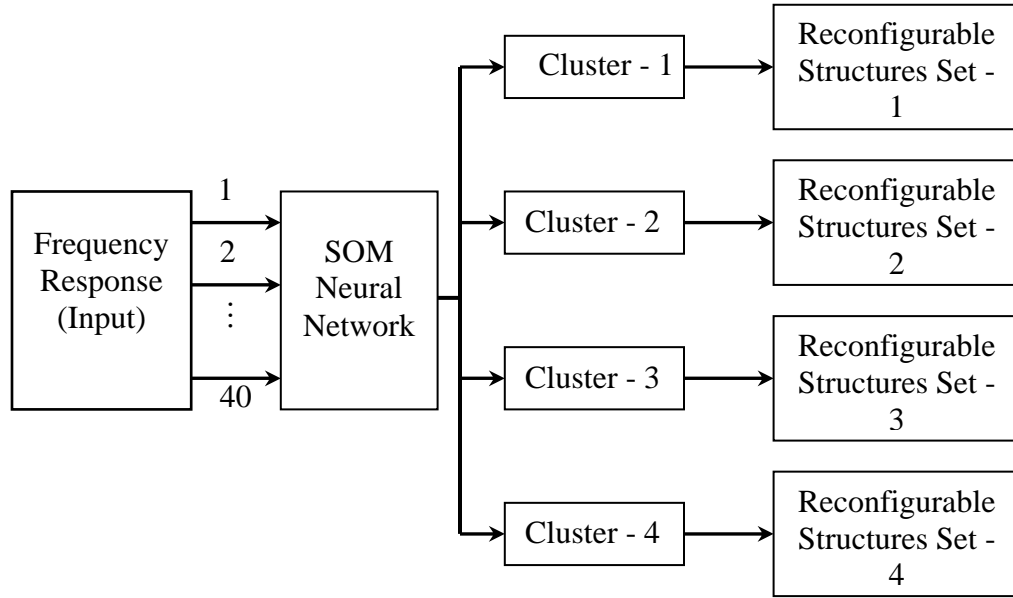 Frequency
Response
(Input)
1
2
⋮
40
SOM
Neural
Network
Cluster - 1
Reconfigurable
Structures Set -
1
Cluster - 2
Reconfigurable
Structures Set -
2
Cluster - 3
Reconfigurable
Structures Set -
3
Cluster - 4
Reconfigurable
Structures Set -
4